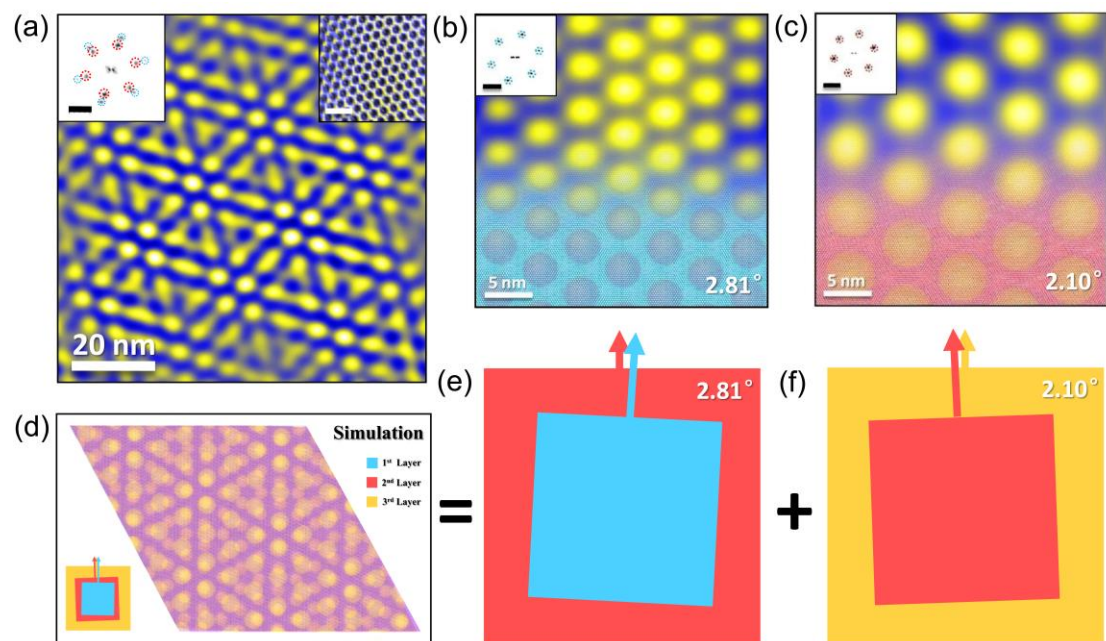 (a)
20 nm
(b)
5 nm
2.81°
(c)
5 nm
2.10°
(d)
Simulation
1st Layer
2nd Layer
3rd Layer
=
(e)
2.81°
+
(f)
2.10°